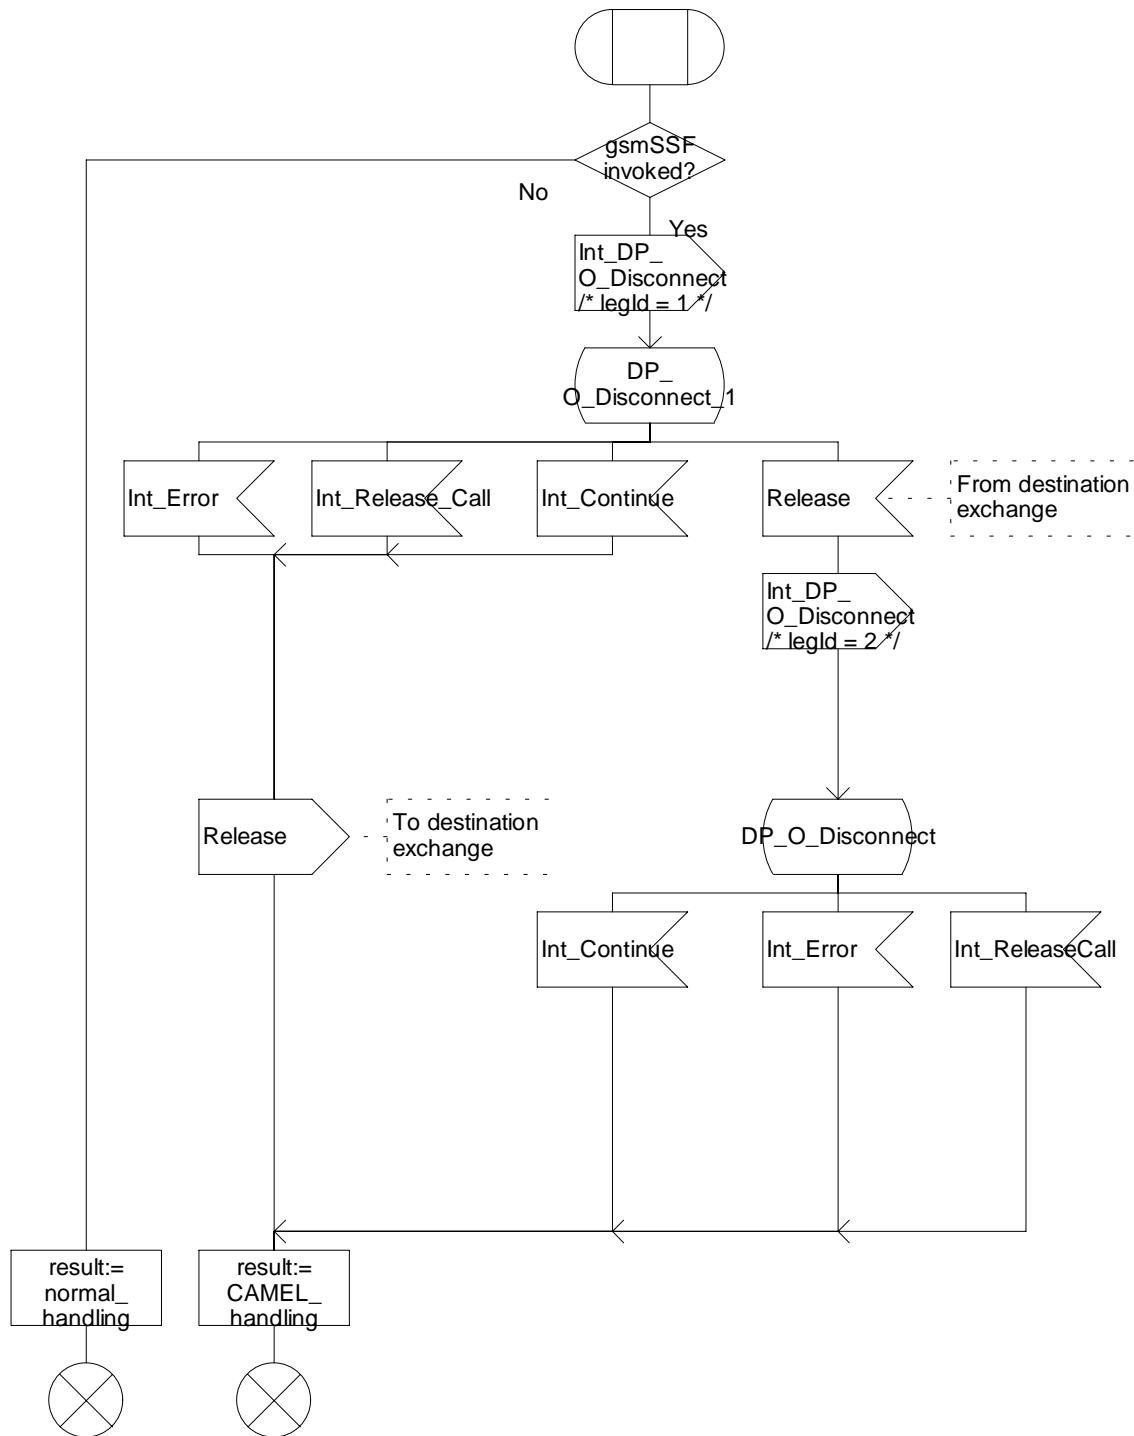 gsmSSF
invoked?
No
Yes
Int_DP_
O_Disconnect
/* legId = 1 */
DP_
O_Disconnect_1
Int_Error
Int_Release_Call
Int_Continue
Release
From destination
exchange
Int_DP_
O_Disconnect
/* legId = 2 */
Release
To destination
exchange
DP_O_Disconnect
Int_Continue
Int_Error
Int_ReleaseCall
result:=
normal_
handling
result:=
CAMEL_
handling